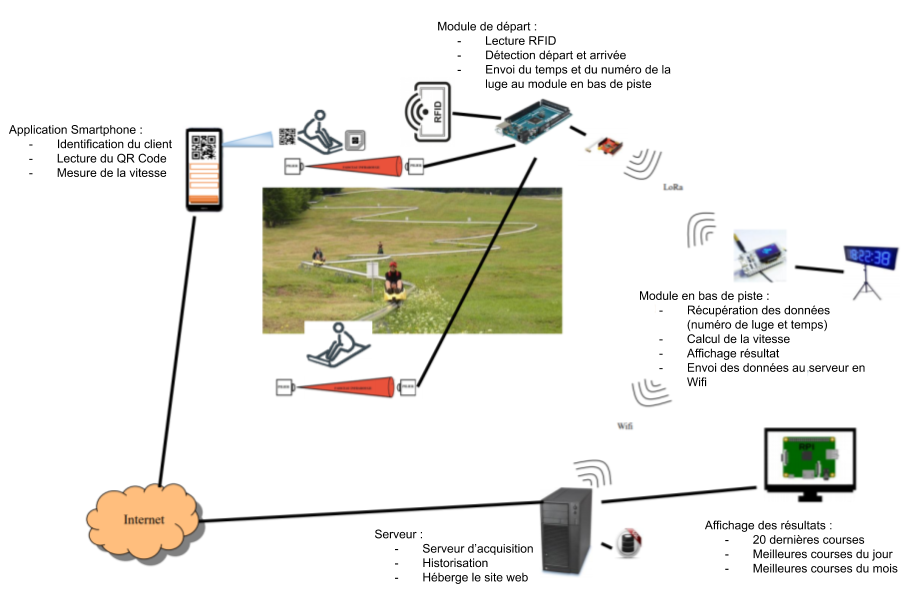 Module de départ :
- Lecture RFID
- Détection départ et arrivée
- Envoi du temps et du numéro de la
luge au module en bas de piste
Application Smartphone :
- Identification du client
- Lecture du QR Code
- Mesure de la vitesse
RFID
LoRa
18:22:38
Module en bas de piste :
- Récupération des données
(numéro de luge et temps)
- Calcul de la vitesse
- Affichage résultat
- Envoi des données au serveur en
Wifi
Wifi
Internet
Serveur :
- Serveur d'acquisition
- Historisation
- Héberge le site web
Affichage des résultats :
- 20 dernières courses
- Meilleures courses du jour
- Meilleures courses du mois